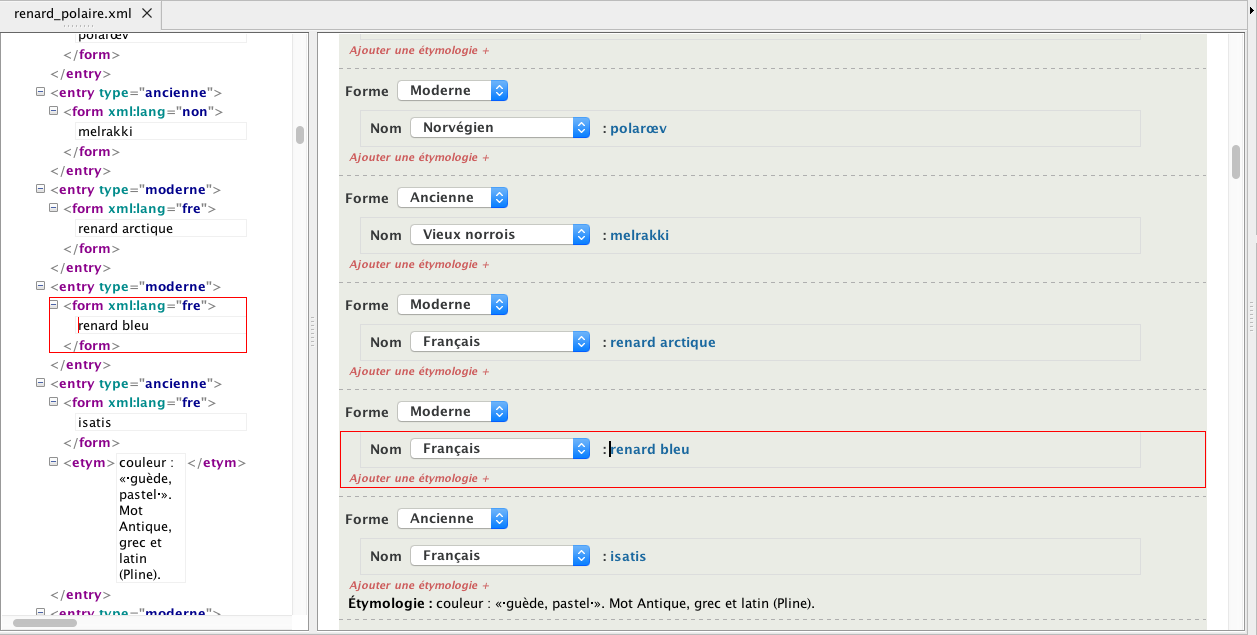 renard_polaire.xml
polarœv
</form>
</entry>
<entry type="ancienne">
<form xml:lang="non">
melrakki
</form>
</entry>
<entry type="moderne">
<form xml:lang="fre">
renard arctique
</form>
</entry>
<entry type="moderne">
<form xml:lang="fre">
renard bleu
</form>
</entry>
<entry type="ancienne">
<form xml:lang="fre">
isatis
</form>
<etym> couleur : </etym>
«·guède,
pastel·».
Mot
Antique,
grec et
latin
(Pline).
</entry>
<entry type="moderne">
Ajouter une étymologie +
Forme Moderne
Nom Norvégien : polarœv
Ajouter une étymologie +
Forme Ancienne
Nom Vieux norrois : melrakki
Ajouter une étymologie +
Forme Moderne
Nom Français : renard arctique
Ajouter une étymologie +
Forme Moderne
Nom Français : renard bleu
Ajouter une étymologie +
Forme Ancienne
Nom Français : isatis
Ajouter une étymologie +
Étymologie : couleur : «·guède, pastel·». Mot Antique, grec et latin (Pline).